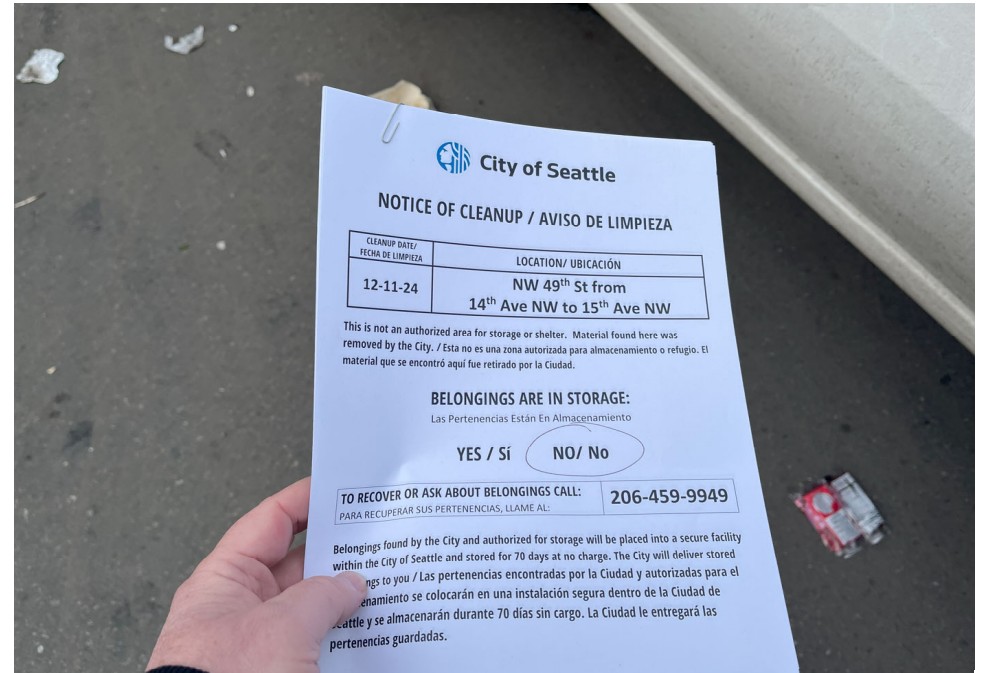 City of Seattle
NOTICE OF CLEANUP / AVISO DE LIMPIEZA
CLEANUP DATE/
FECHA DE LIMPIEZA
LOCATION/ UBICACIÓN
12-11-24
NW 49th St from
14th Ave NW to 15th Ave NW
This is not an authorized area for storage or shelter. Material found here was
removed by the City. / Esta no es una zona autorizada para almacenamiento o refugio. El
material que se encontró aquí fue retirado por la Ciudad.
BELONGINGS ARE IN STORAGE:
Las Pertenencias Están En Almacenamiento
YES / Sí NO/ No
TO RECOVER OR ASK ABOUT BELONGINGS CALL:
PARA RECUPERAR SUS PERTENENCIAS, LLAME AL:
206-459-9949
Belongings found by the City and authorized for storage will be placed into a secure facility
within the City of Seattle and stored for 70 days at no charge. The City will deliver stored
ngs to you / Las pertenencias encontradas por la Ciudad y autorizadas para el
enamiento se colocarán en una instalación segura dentro de la Ciudad de
attle y se almacenarán durante 70 días sin cargo. La Ciudad le entregará las
pertenencias guardadas.